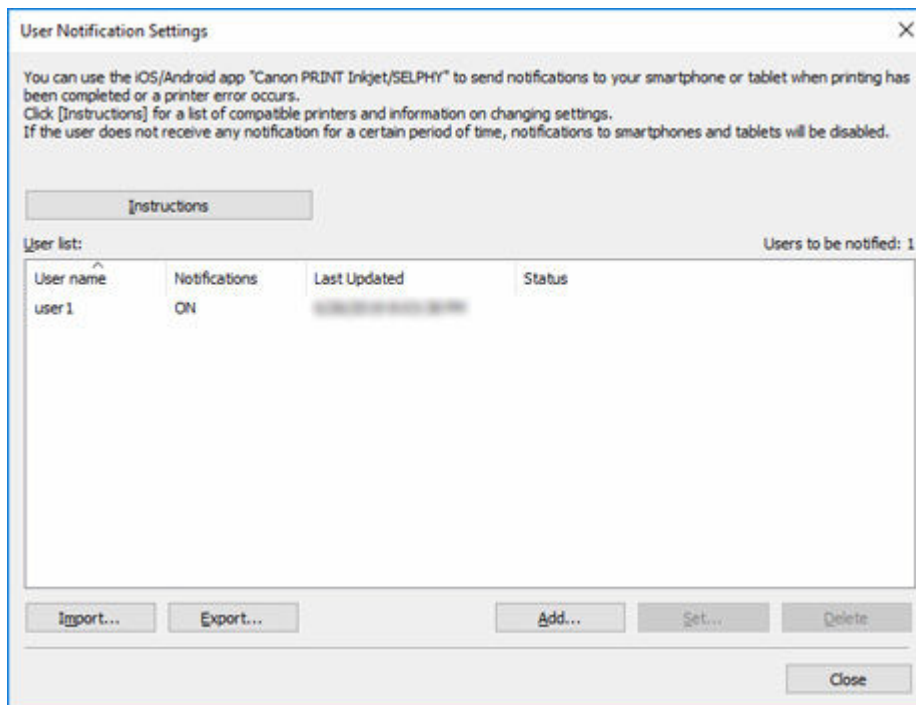 User Notification Settings
You can use the iOS/Android app "Canon PRINT Inkjet/SELPHY" to send notifications to your smartphone or tablet when printing has
been completed or a printer error occurs.
Click [Instructions] for a list of compatible printers and information on changing settings.
If the user does not receive any notification for a certain period of time, notifications to smartphones and tablets will be disabled.
Instructions
User list: Users to be notified: 1
User name Notifications Last Updated Status
user1 ON
Import... Export... Add... Set... Delete
Close